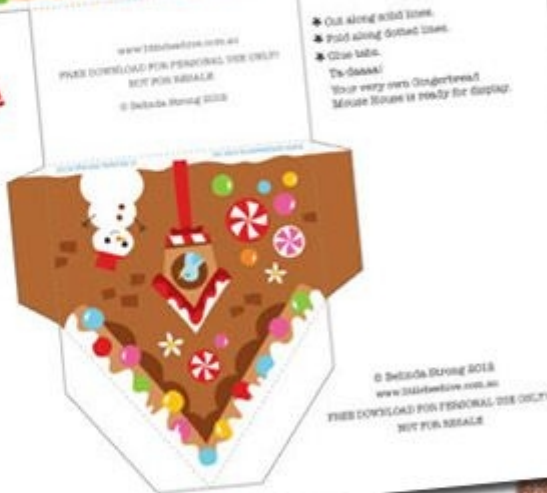 www.littlebeehive.com.au
FREE DOWNLOAD FOR PERSONAL USE ONLY!
NOT FOR RESALE
© Belinda Strong 2012
Cut along solid lines.
Fold along dotted lines.
Glue tabs.
Ta-daaaa!
Your very own Gingerbread
Mouse House is ready for display.
© Belinda Strong 2012
www.littlebeehive.com.au
FREE DOWNLOAD FOR PERSONAL USE ONLY!
NOT FOR RESALE